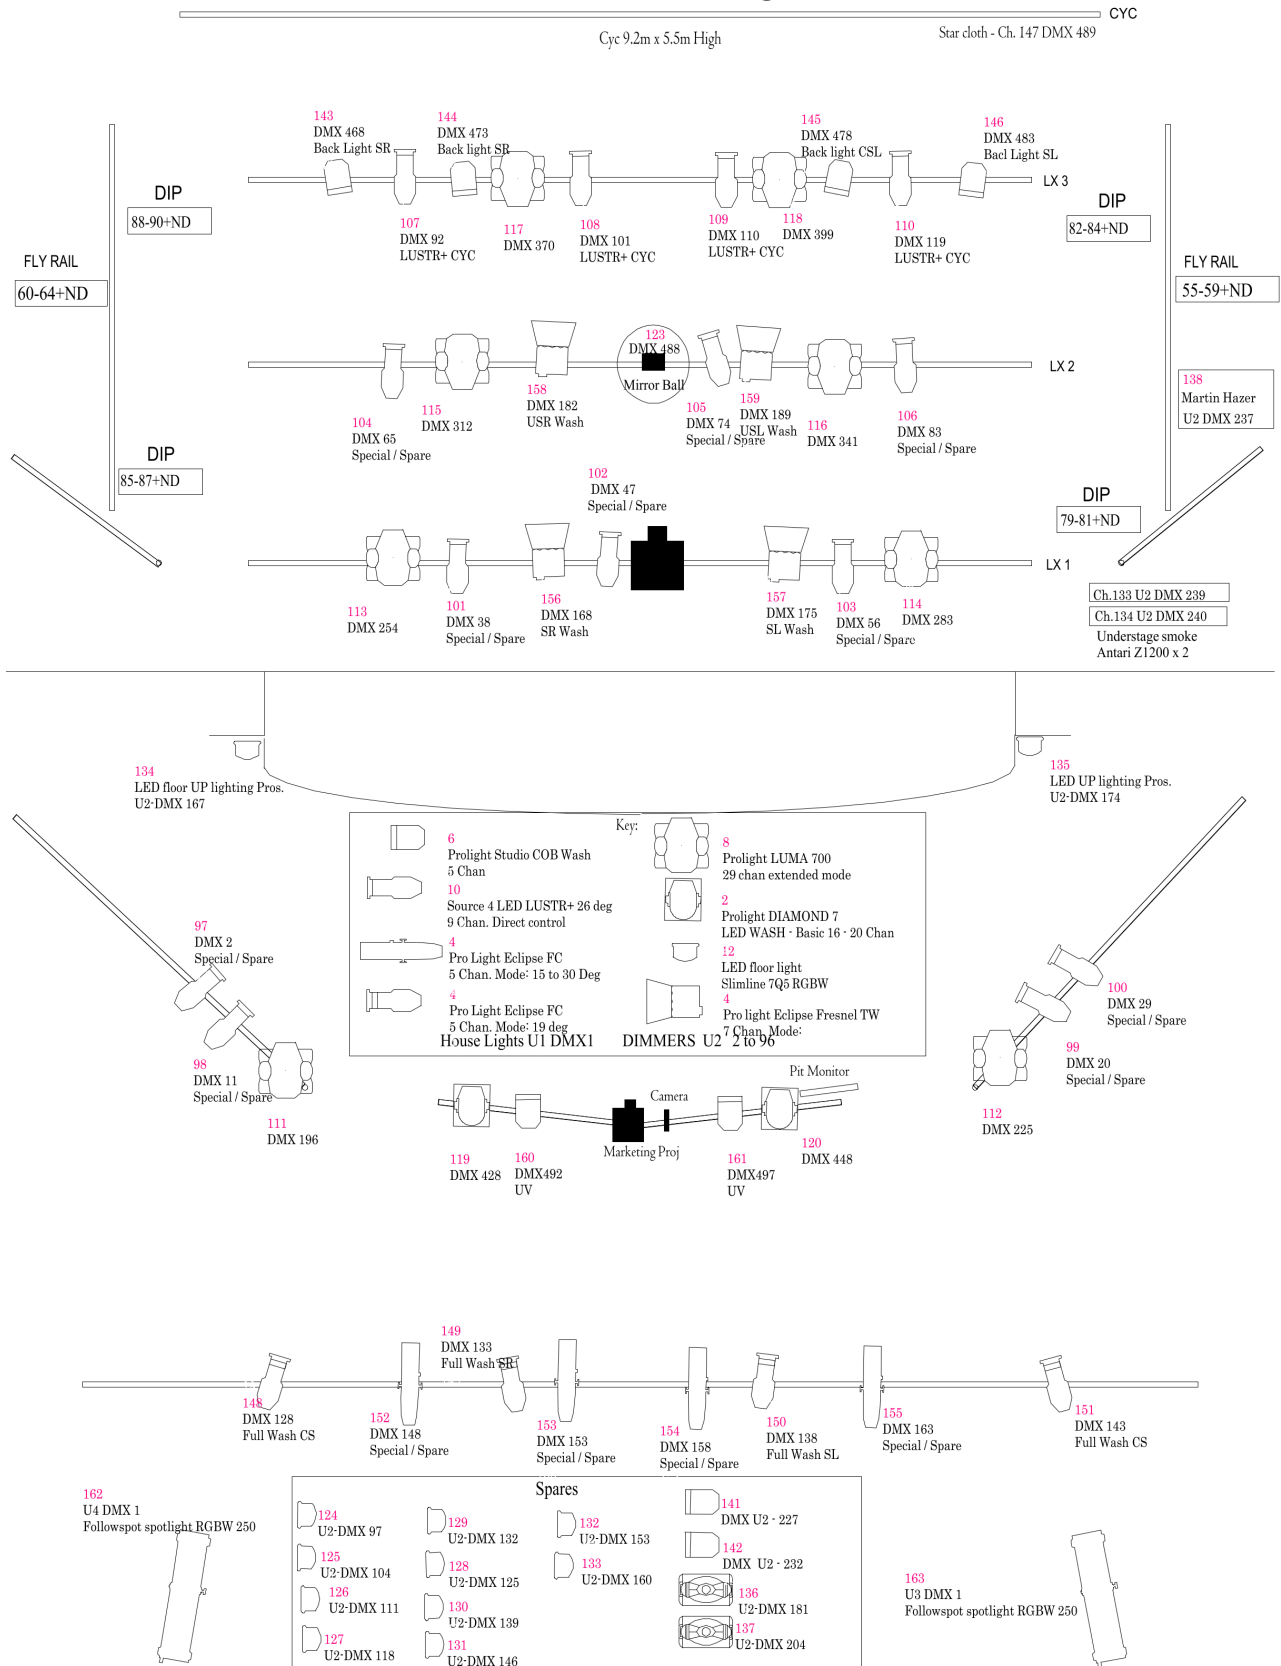 CYC
Cyc 9.2m x 5.5m High
Star cloth - Ch. 147 DMX 489
143
DMX 468
Back Light SR
144
DMX 473
Back light SR
145
DMX 478
Back light CSL
146
DMX 483
Bacl Light SL
LX 3
DIP
88-90+ND
DIP
82-84+ND
107
DMX 92
LUSTR+ CYC
117
DMX 370
108
DMX 101
LUSTR+ CYC
109
DMX 110
LUSTR+ CYC
118
DMX 399
110
DMX 119
LUSTR+ CYC
FLY RAIL
60-64+ND
FLY RAIL
55-59+ND
123
DMX 488
Mirror Ball
LX 2
104
DMX 65
Special / Spare
115
DMX 312
158
DMX 182
USR Wash
105
DMX 74
Special / Spare
159
DMX 189
USL Wash
116
DMX 341
106
DMX 83
Special / Spare
138
Martin Hazer
U2 DMX 237
DIP
85-87+ND
102
DMX 47
Special / Spare
DIP
79-81+ND
LX 1
113
DMX 254
101
DMX 38
Special / Spare
156
DMX 168
SR Wash
157
DMX 175
SL Wash
103
DMX 56
Special / Spare
114
DMX 283
Ch.133 U2 DMX 239
Ch.134 U2 DMX 240
Understage smoke
Antari Z1200 x 2
134
LED floor UP lighting Pros.
U2-DMX 167
135
LED UP lighting Pros.
U2-DMX 174
Key:
6
Prolight Studio COB Wash
5 Chan
10
Source 4 LED LUSTR+ 26 deg
9 Chan. Direct control
4
Pro Light Eclipse FC
5 Chan. Mode: 15 to 30 Deg
4
Pro Light Eclipse FC
5 Chan. Mode: 19 deg
8
Prolight LUMA 700
29 chan extended mode
2
Prolight DIAMOND 7
LED WASH - Basic 16 - 20 Chan
12
LED floor light
Slimline 7Q5 RGBW
4
Pro light Eclipse Fresnel TW
7 Chan. Mode:
House Lights U1 DMX1 DIMMERS U2 2 to 96
97
DMX 2
Special / Spare
98
DMX 11
Special / Spare
111
DMX 196
100
DMX 29
Special / Spare
99
DMX 20
Special / Spare
112
DMX 225
Pit Monitor
Camera
Marketing Proj
119
DMX 428
160
DMX492
UV
161
DMX497
UV
120
DMX 448
149
DMX 133
Full Wash SR
148
DMX 128
Full Wash CS
152
DMX 148
Special / Spare
153
DMX 153
Special / Spare
154
DMX 158
Special / Spare
150
DMX 138
Full Wash SL
155
DMX 163
Special / Spare
151
DMX 143
Full Wash CS
162
U4 DMX 1
Followspot spotlight RGBW 250
Spares
124
U2-DMX 97
125
U2-DMX 104
126
U2-DMX 111
127
U2-DMX 118
129
U2-DMX 132
128
U2-DMX 125
130
U2-DMX 139
131
U2-DMX 146
132
U2-DMX 153
133
U2-DMX 160
141
DMX U2 - 227
142
DMX U2 - 232
136
U2-DMX 181
137
U2-DMX 204
163
U3 DMX 1
Followspot spotlight RGBW 250